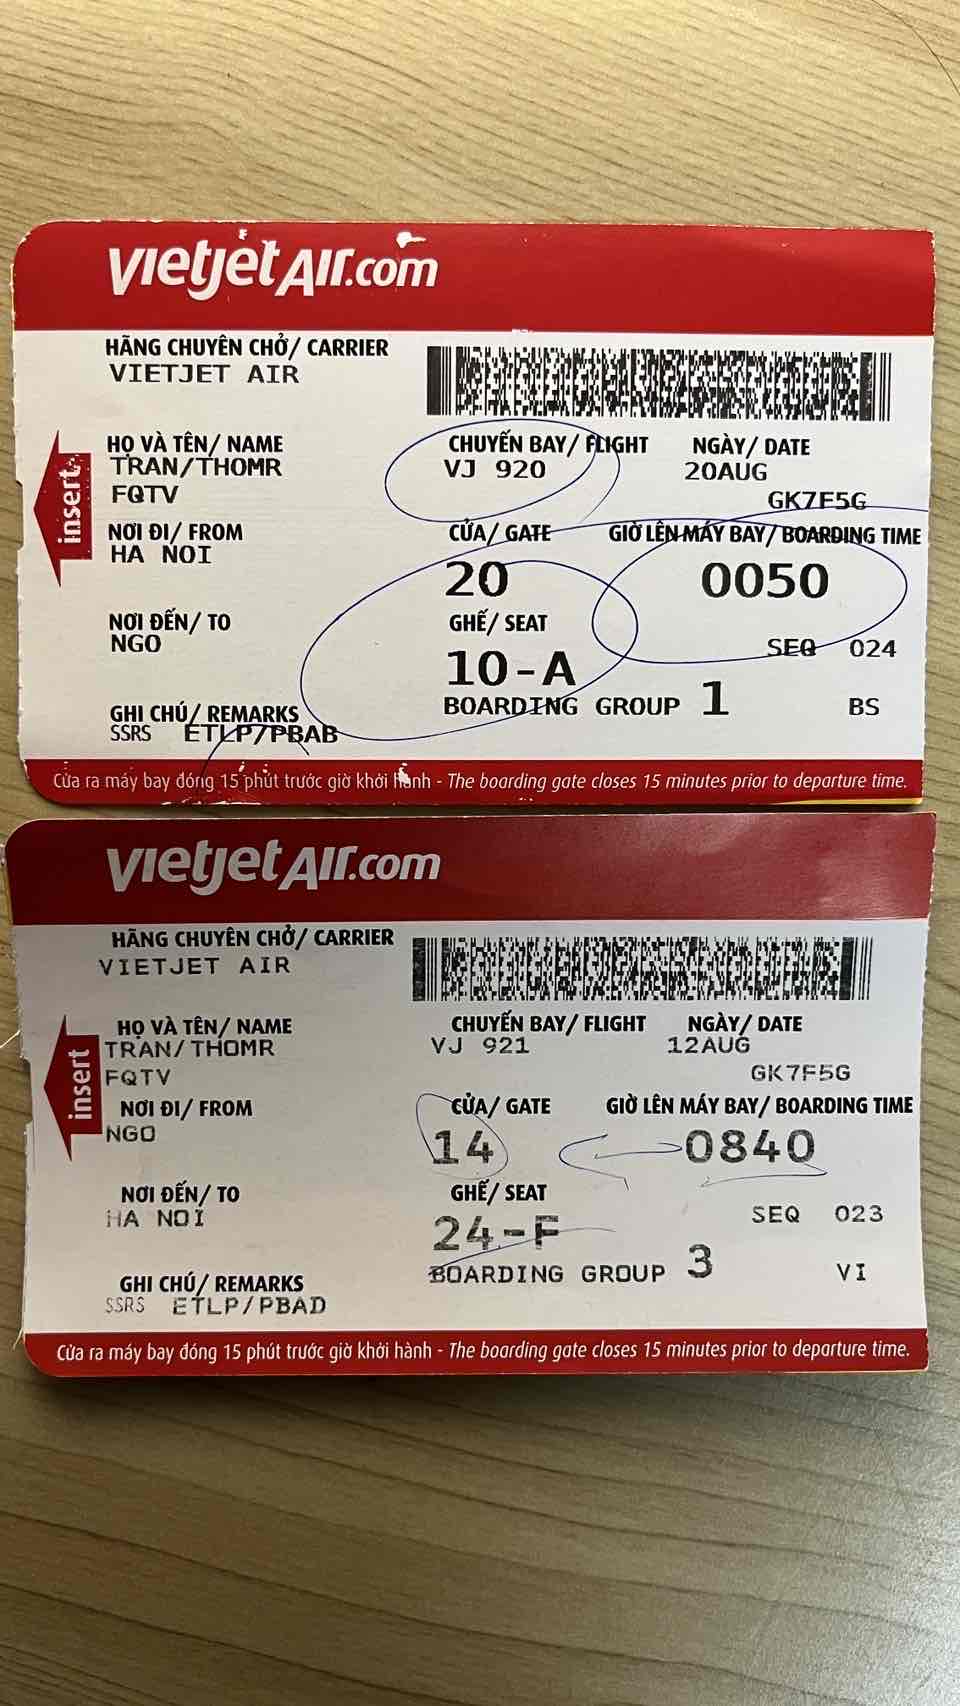 vietjet Air.com
HÃNG CHUYÊN CHỞ/ CARRIER
VIETJET AIR
HỌ VÀ TÊN/ NAME
TRAN/THOMR
FQTV
CHUYẾN BAY/ FLIGHT
VJ 920
NGÀY/ DATE
20AUG
GK7F5G
insert
NƠI ĐI/ FROM
HA NOI
CỬA/ GATE
20
GIỜ LÊN MÁY BAY/ BOARDING TIME
0050
NƠI ĐẾN/ TO
NGO
GHẾ/ SEAT
10-A
SEQ 024
BOARDING GROUP 1 BS
GHI CHÚ/ REMARKS
SSRS ETLP/PBAB
Cửa ra máy bay đóng 15 phút trước giờ khởi hành - The boarding gate closes 15 minutes prior to departure time.
vietjet Air.com
HÃNG CHUYÊN CHỞ/ CARRIER
VIETJET AIR
HỌ VÀ TÊN/ NAME
TRAN/THOMR
FQTV
CHUYẾN BAY/ FLIGHT
VJ 921
NGÀY/ DATE
12AUG
GK7F5G
insert
NƠI ĐI/ FROM
NGO
CỬA/ GATE
14
GIỜ LÊN MÁY BAY/ BOARDING TIME
0840
NƠI ĐẾN/ TO
HA NOI
GHẾ/ SEAT
24-F
SEQ 023
BOARDING GROUP 3 VI
GHI CHÚ/ REMARKS
SSRS ETLP/PBAD
Cửa ra máy bay đóng 15 phút trước giờ khởi hành - The boarding gate closes 15 minutes prior to departure time.